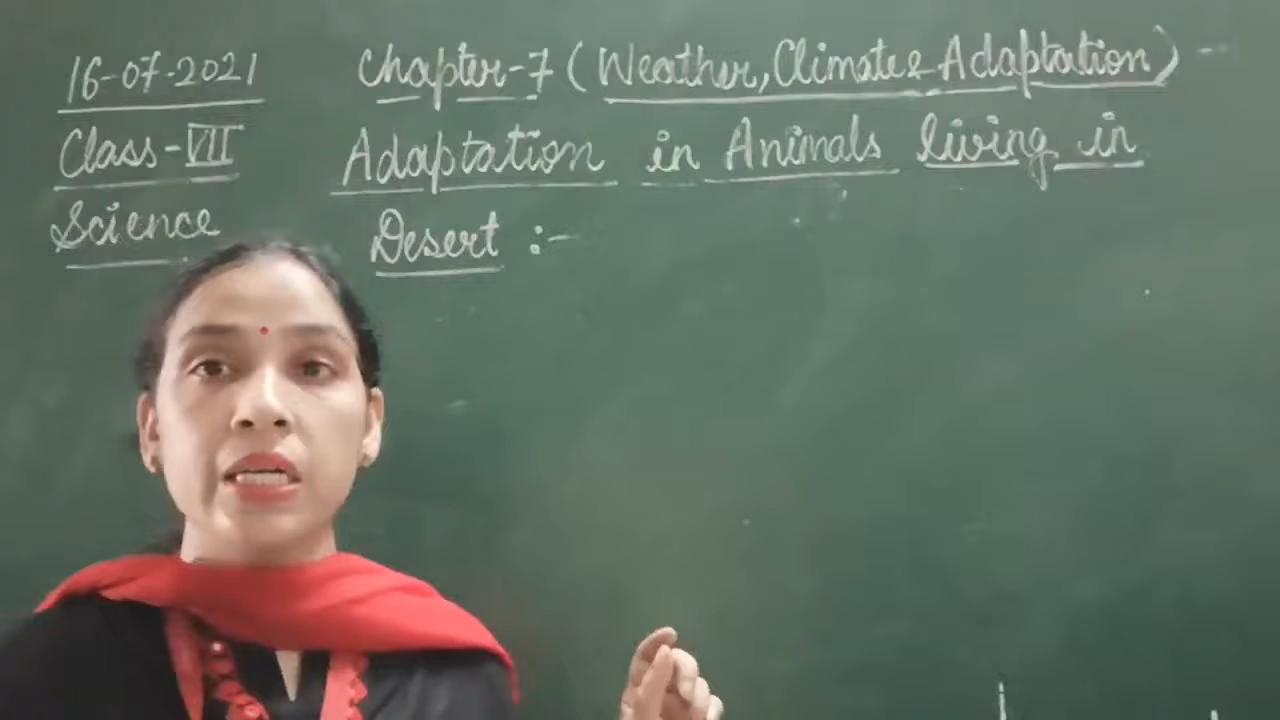 16-07-2021
Class-VII
Science
Chapter-7 (Weather, Climate & Adaptation)
Adaptation in Animals living in
Desert :-